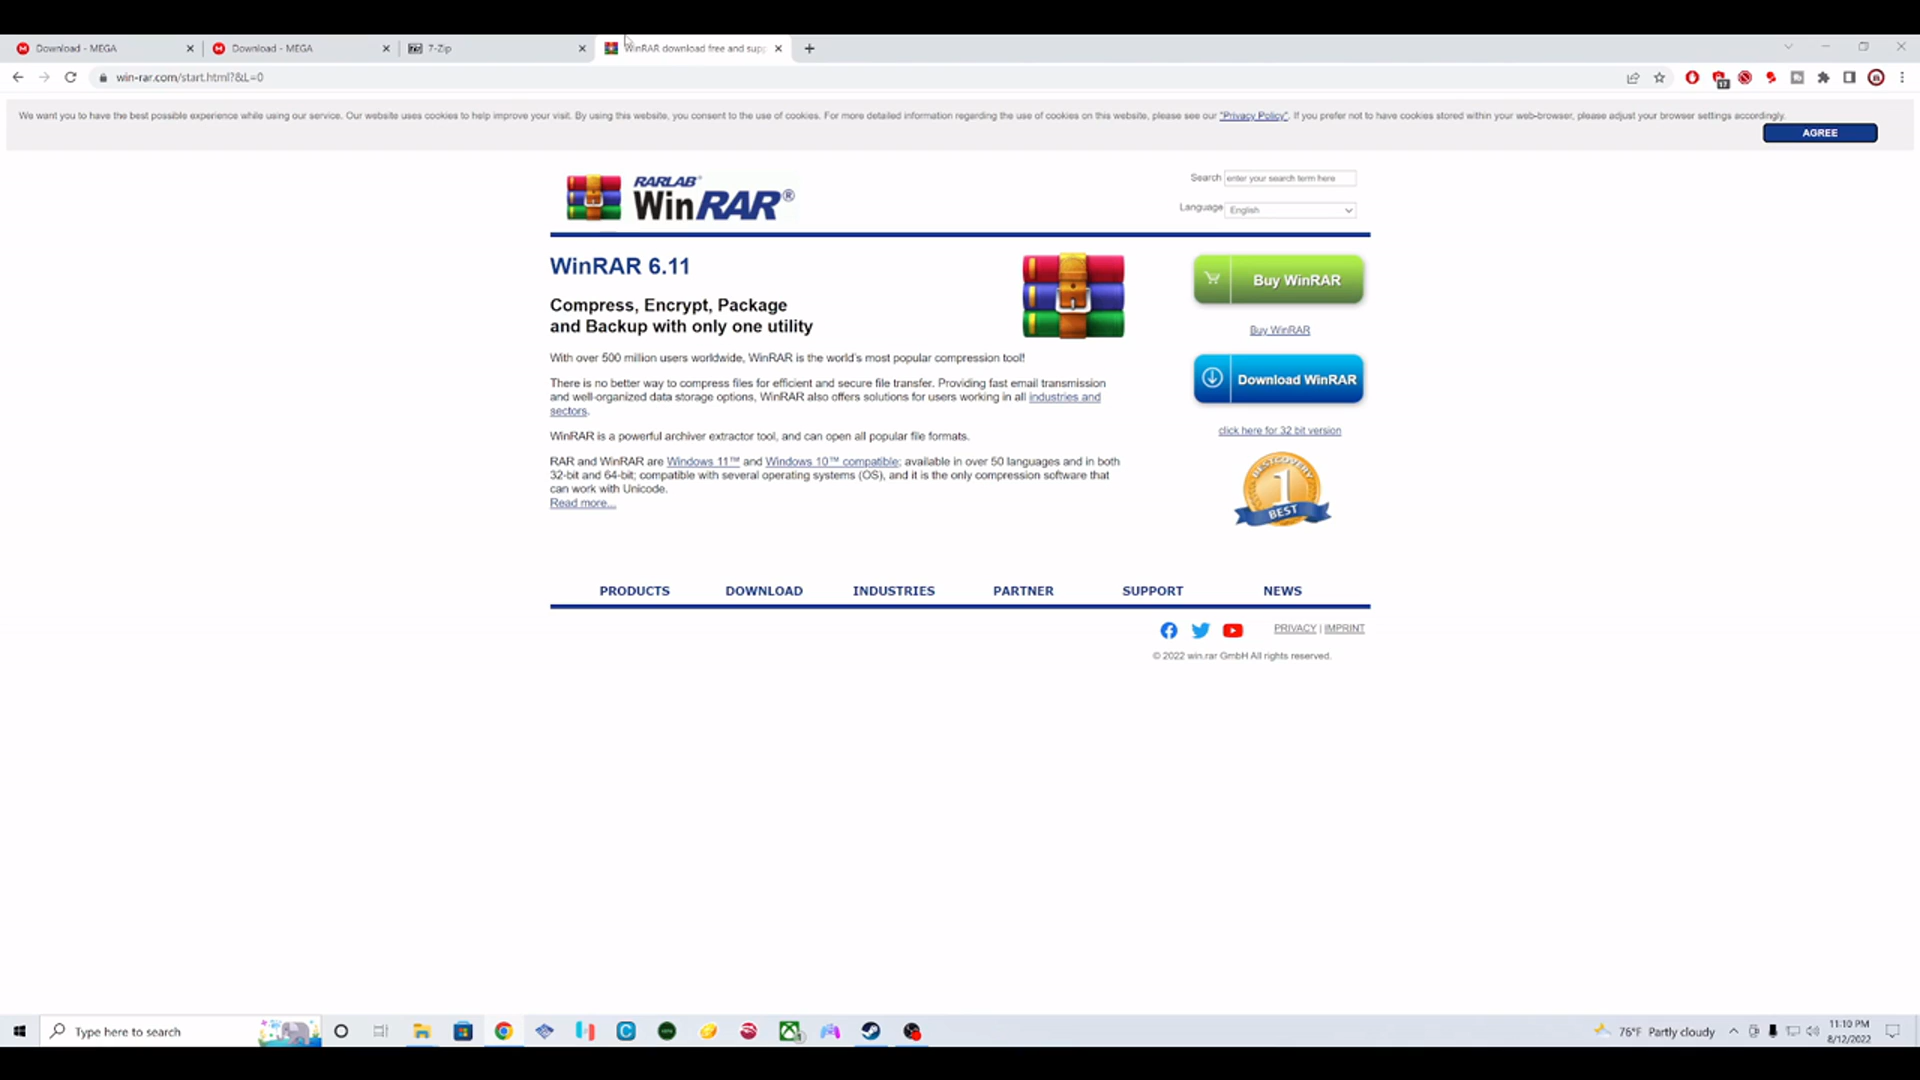 Download - MEGA
Download - MEGA
7-Zip
WinRAR download free and supp
win-rar.com/start.html?&L=0
We want you to have the best possible experience while using our service. Our website uses cookies to help improve your visit. By using this website, you consent to the use of cookies. For more detailed information regarding the use of cookies on this website, please see our "Privacy Policy". If you prefer not to have cookies stored within your web-browser, please adjust your browser settings accordingly.
AGREE
RARLAB®
WinRAR®
Search enter your search term here
Language English
WinRAR 6.11
Compress, Encrypt, Package
and Backup with only one utility
With over 500 million users worldwide, WinRAR is the world's most popular compression tool!
There is no better way to compress files for efficient and secure file transfer. Providing fast email transmission
and well-organized data storage options, WinRAR also offers solutions for users working in all industries and
sectors.
WinRAR is a powerful archiver extractor tool, and can open all popular file formats.
RAR and WinRAR are Windows 11™ and Windows 10™ compatible; available in over 50 languages and in both
32-bit and 64-bit; compatible with several operating systems (OS), and it is the only compression software that
can work with Unicode.
Read more...
Buy WinRAR
Buy WinRAR
Download WinRAR
click here for 32 bit version
BESTCOVERY
1
BEST
PRODUCTS DOWNLOAD INDUSTRIES PARTNER SUPPORT NEWS
PRIVACY | IMPRINT
© 2022 win.rar GmbH All rights reserved.
Type here to search
76°F Partly cloudy
11:10 PM
8/12/2022